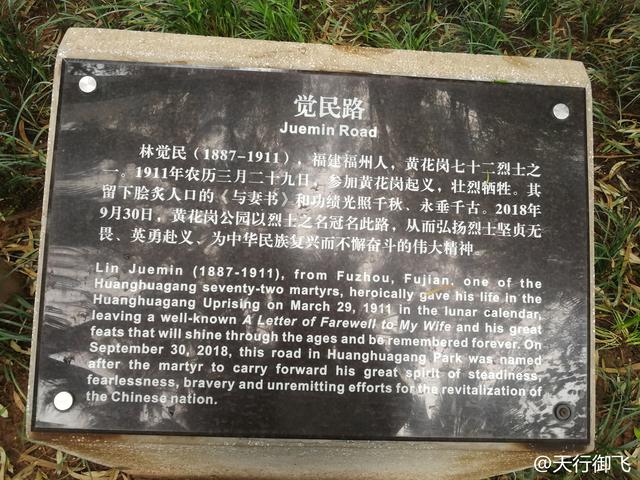 觉民路
Juemin Road
林觉民（1887-1911），福建福州人，黄花岗七十二烈士之
一。1911年农历三月二十九日，参加黄花岗起义，壮烈牺牲。其
留下脍炙人口的《与妻书》和功绩光照千秋、永垂千古。2018年
9月30日，黄花岗公园以烈士之名冠名此路，从而弘扬烈士坚贞无
畏、英勇赴义、为中华民族复兴而不懈奋斗的伟大精神。
Lin Juemin (1887-1911), from Fuzhou, Fujian, one of the
Huanghuagang seventy-two martyrs, heroically gave his life in the
Huanghuagang Uprising on March 29, 1911 in the lunar calendar,
leaving a well-known A Letter of Farewell to My Wife and his great
feats that will shine through the ages and be remembered forever. On
September 30, 2018, this road in Huanghuagang Park was named
after the martyr to carry forward his great spirit of steadiness,
fearlessness, bravery and unremitting efforts for the revitalization of
the Chinese nation.
@天行御飞